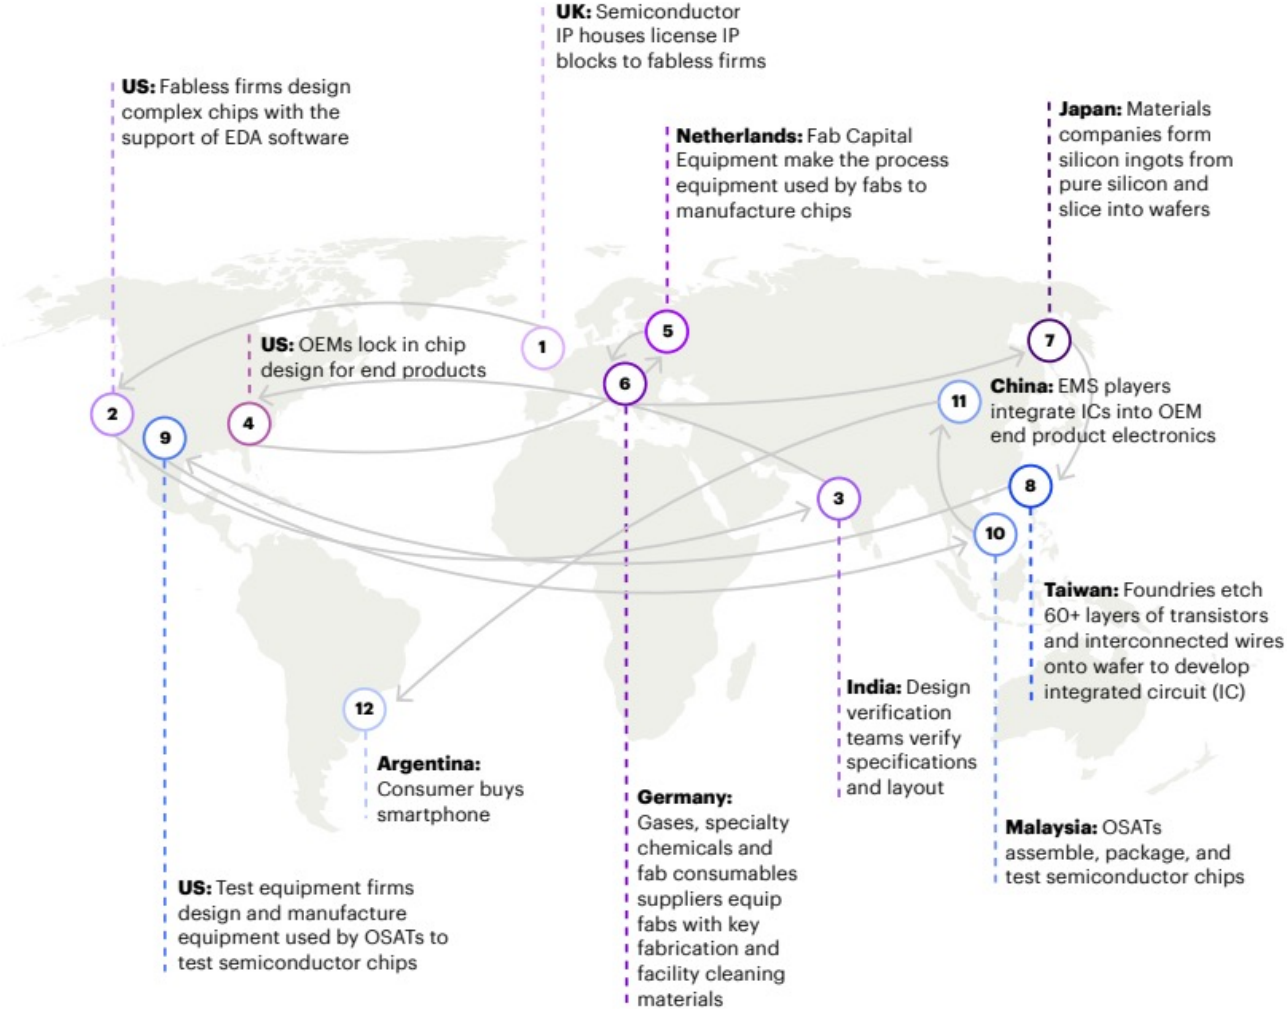 UK: Semiconductor
IP houses license IP
blocks to fabless firms
US: Fabless firms design
complex chips with the
support of EDA software
Netherlands: Fab Capital
Equipment make the process
equipment used by fabs to
manufacture chips
Japan: Materials
companies form
silicon ingots from
pure silicon and
slice into wafers
US: OEMs lock in chip
design for end products
1
5
7
6
2
9
4
11
China: EMS players
integrate ICs into OEM
end product electronics
3
8
10
Taiwan: Foundries etch
60+ layers of transistors
and interconnected wires
onto wafer to develop
integrated circuit (IC)
India: Design
verification
teams verify
specifications
and layout
12
Argentina:
Consumer buys
smartphone
Germany:
Gases, specialty
chemicals and
fab consumables
suppliers equip
fabs with key
fabrication and
facility cleaning
materials
Malaysia: OSATs
assemble, package, and
test semiconductor chips
US: Test equipment firms
design and manufacture
equipment used by OSATs to
test semiconductor chips